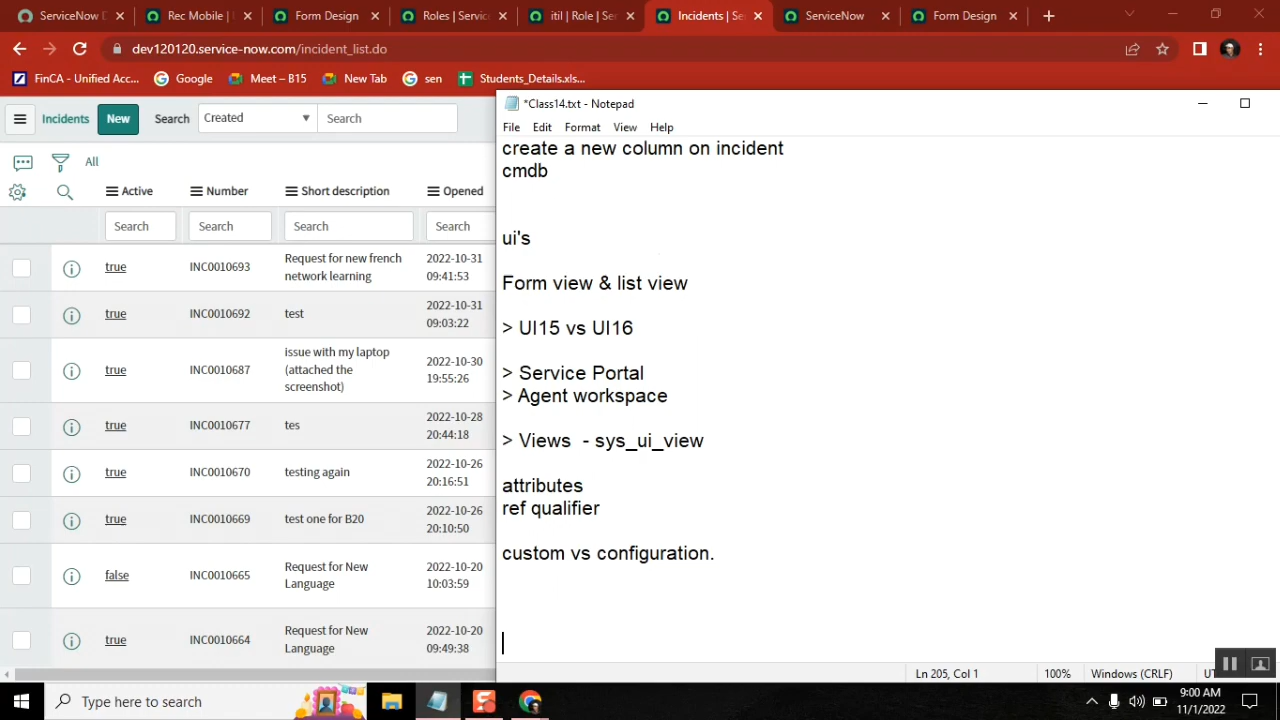 ServiceNow D
Rec Mobile |
Form Design
Roles | Service
itil | Role | Se
Incidents | Se
ServiceNow
Form Design
dev120120.service-now.com/incident_list.do
FinCA - Unified Acc...
Google
Meet – B15
New Tab
sen
Students_Details.xls...
Incidents
New
Search
Created
Search
All
Active
Number
Short description
Opened
Search
Search
Search
Search
true
INC0010693
Request for new french
network learning
2022-10-31
09:41:53
true
INC0010692
test
2022-10-31
09:03:22
true
INC0010687
issue with my laptop
(attached the
screenshot)
2022-10-30
19:55:26
true
INC0010677
tes
2022-10-28
20:44:18
true
INC0010670
testing again
2022-10-26
20:16:51
true
INC0010669
test one for B20
2022-10-26
20:10:50
false
INC0010665
Request for New
Language
2022-10-20
10:03:59
true
INC0010664
Request for New
Language
2022-10-20
09:49:38
*Class14.txt - Notepad
File Edit Format View Help
create a new column on incident
cmdb
ui's
Form view & list view
> UI15 vs UI16
> Service Portal
> Agent workspace
> Views - sys_ui_view
attributes
ref qualifier
custom vs configuration.
Ln 205, Col 1
100%
Windows (CRLF)
Type here to search
9:00 AM
11/1/2022